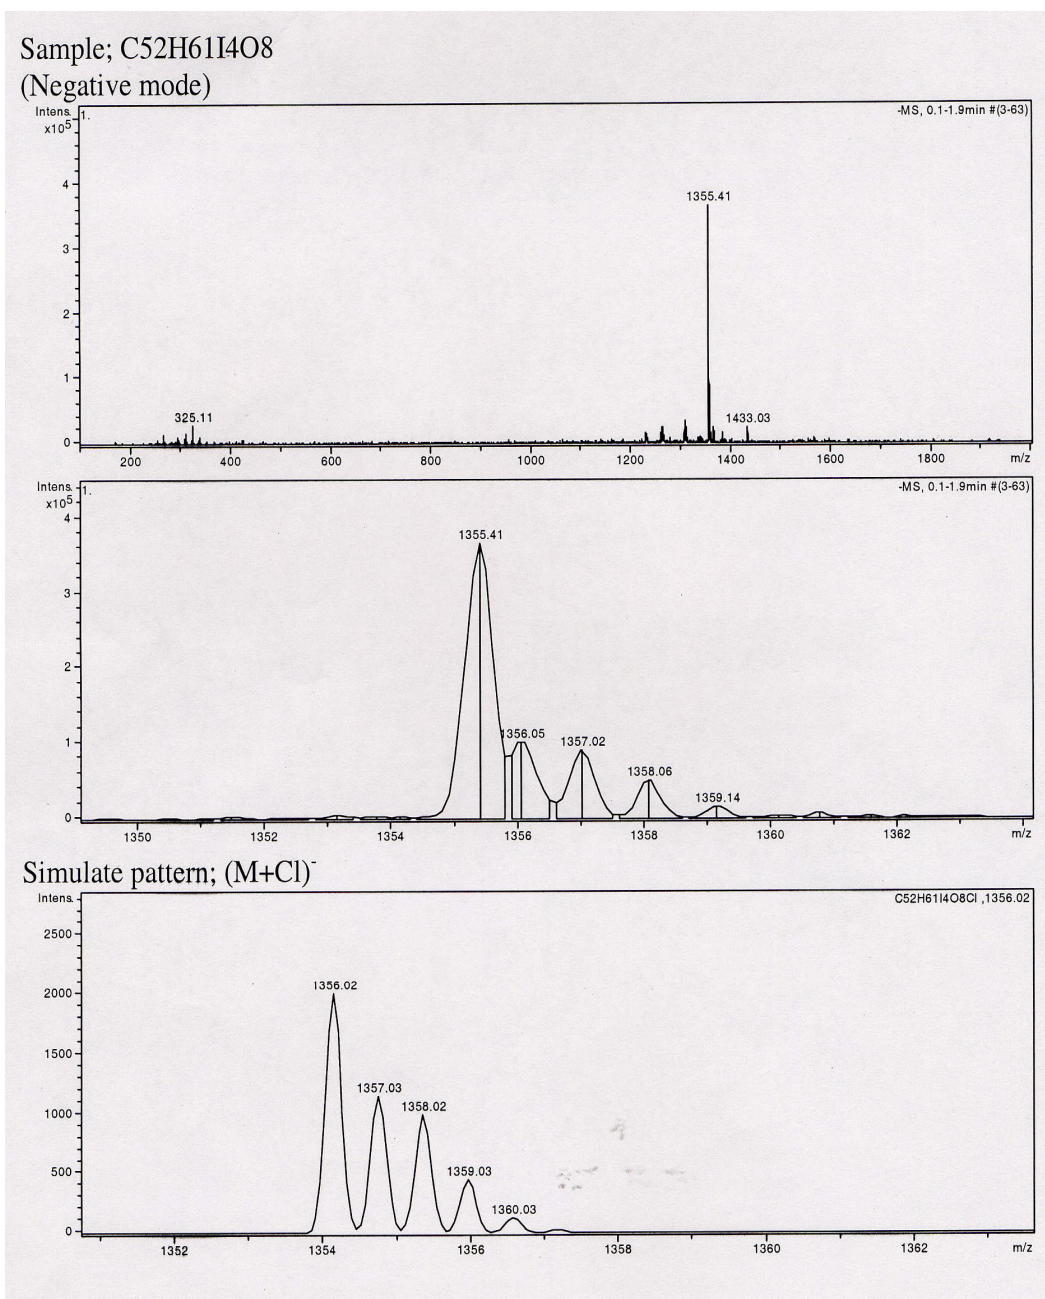 Sample; C52H61I4O8
(Negative mode)
Intens.
x10⁵
1.
-MS, 0.1-1.9min #(3-63)
4
3
2
1
0
1355.41
325.11
1433.03
200 400 600 800 1000 1200 1400 1600 1800 m/z
Intens.
x10⁵
1.
-MS, 0.1-1.9min #(3-63)
4
3
2
1
0
1355.41
1356.05
1357.02
1358.06
1359.14
1350 1352 1354 1356 1358 1360 1362 m/z
Simulate pattern; (M+Cl)⁻
Intens.
C52H61I4O8Cl ,1356.02
2500
2000
1500
1000
500
0
1356.02
1357.03
1358.02
1359.03
1360.03
1352 1354 1356 1358 1360 1362 m/z